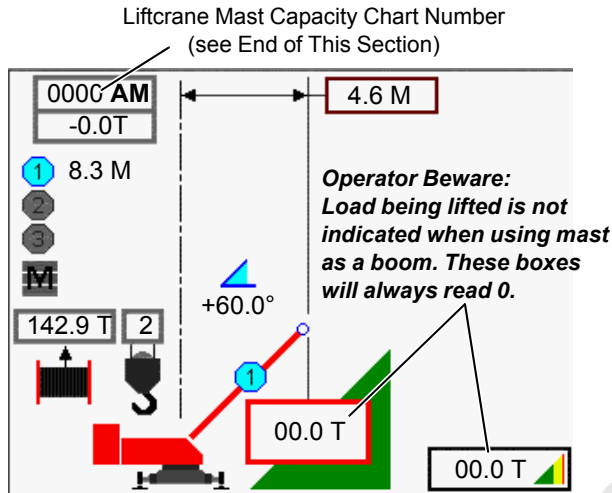 Liftcrane Mast Capacity Chart Number
(see End of This Section)
0000 AM
-0.0T
4.6 M
1
8.3 M
2
3
M
Operator Beware:
Load being lifted is not
indicated when using mast
as a boom. These boxes
will always read 0.
+60.0°
142.9 T
2
1
00.0 T
00.0 T